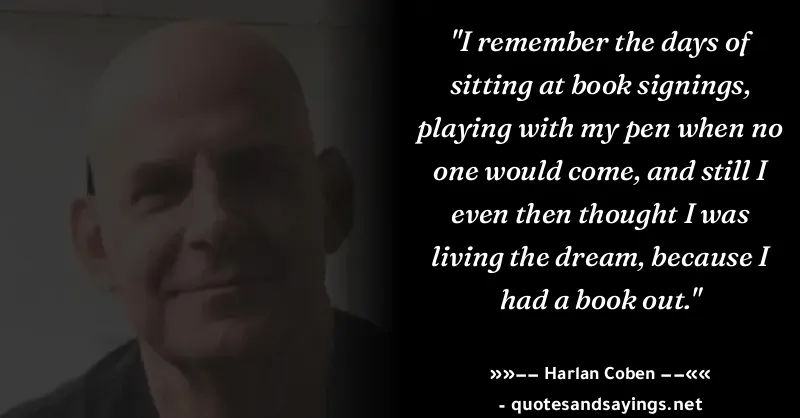 "I remember the days of
sitting at book signings,
playing with my pen when no
one would come, and still I
even then thought I was
living the dream, because I
had a book out."
»»–– Harlan Coben ––««
- quotesandsayings.net